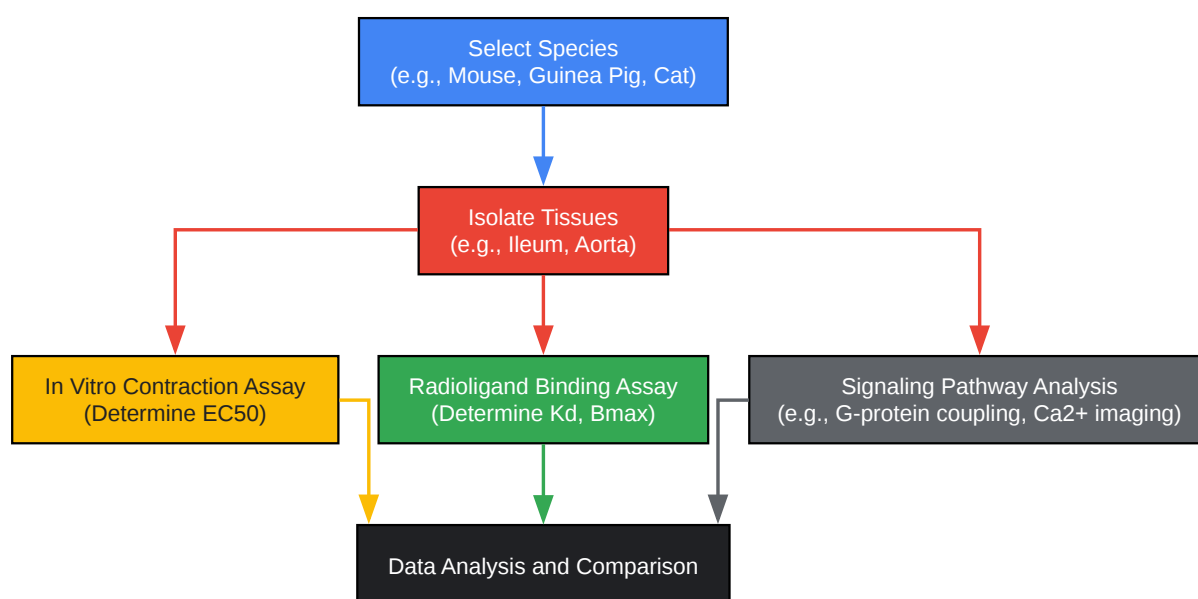 Select Species
(e.g., Mouse, Guinea Pig, Cat)
Isolate Tissues
(e.g., Ileum, Aorta)
In Vitro Contraction Assay
(Determine EC50)
Radioligand Binding Assay
(Determine Kd, Bmax)
Signaling Pathway Analysis
(e.g., G-protein coupling, Ca2+ imaging)
Data Analysis and Comparison